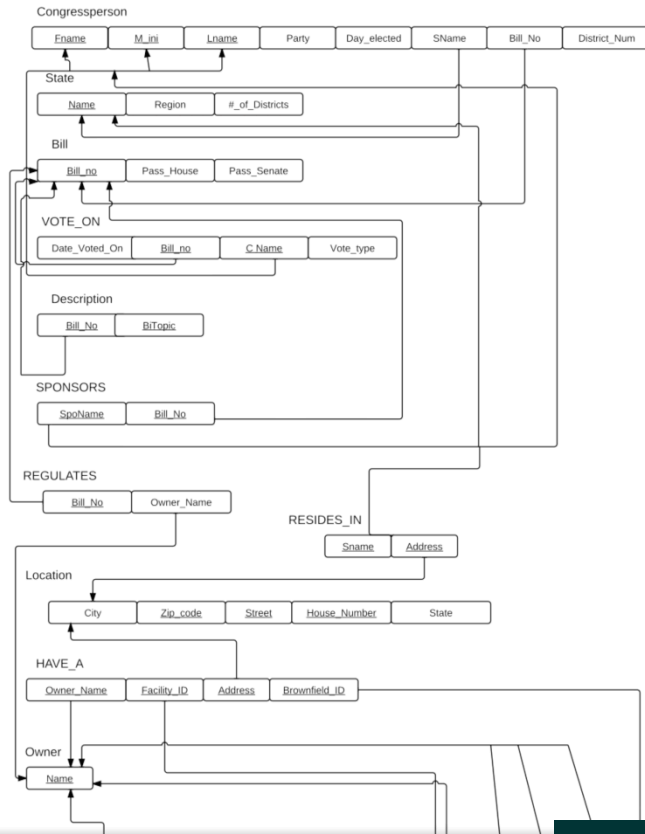 Congressperson
Fname M_ini Lname Party Day_elected SName Bill_No District_Num
State
Name Region #_of_Districts
Bill
Bill_no Pass_House Pass_Senate
VOTE_ON
Date_Voted_On Bill_no C Name Vote_type
Description
Bill_No BiTopic
SPONSORS
SpoName Bill_No
REGULATES
Bill_No Owner_Name
RESIDES_IN
Sname Address
Location
City Zip_code Street House_Number State
HAVE_A
Owner_Name Facility_ID Address Brownfield_ID
Owner
Name